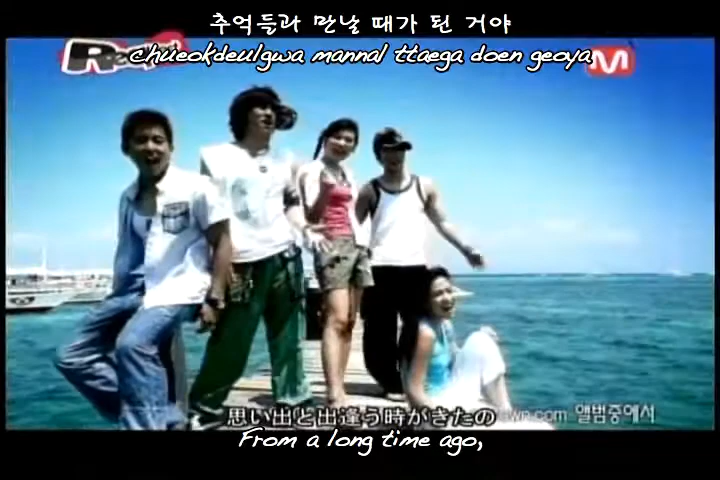 추억들과 만날 때가 된 거야
chueokdeulgwa mannal ttaega doen geoya
M
思い出と出逢う時がきたの
.com 앨범중에서
From a long time ago,